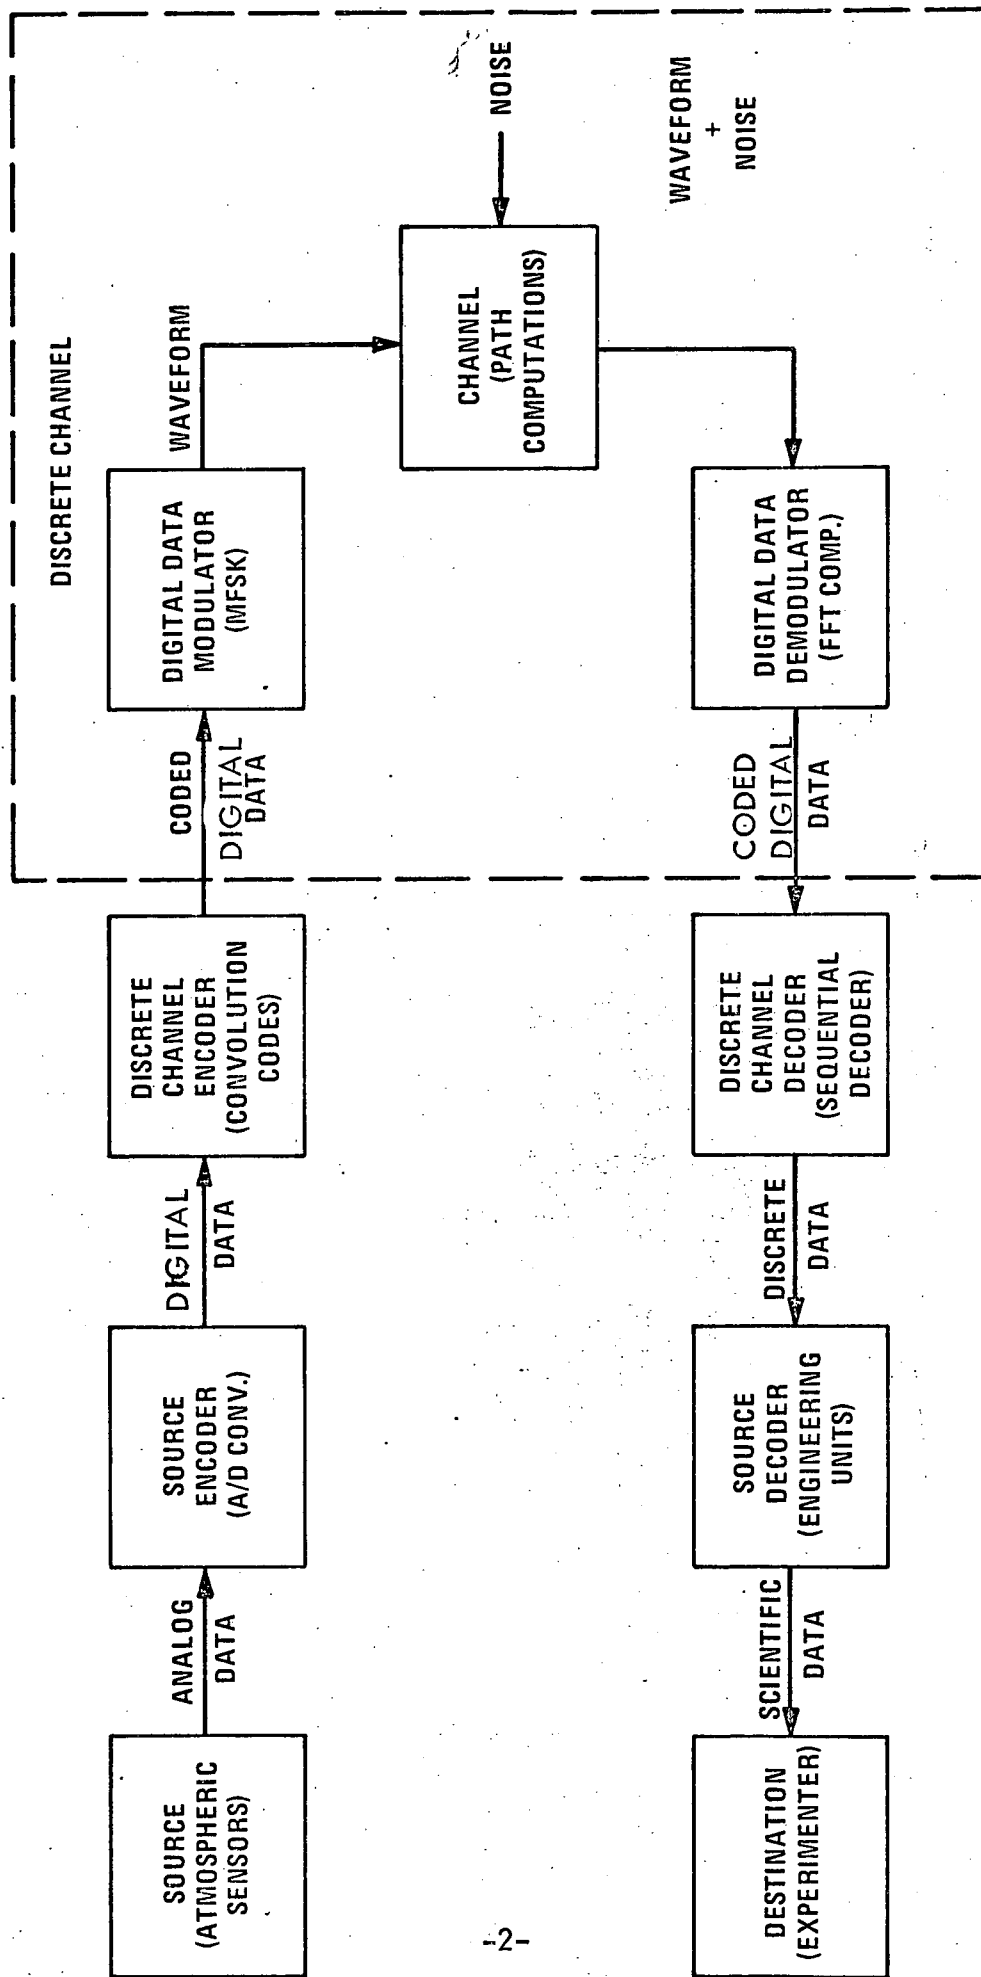 DISCRETE CHANNEL
SOURCE
(ATMOSPHERIC
SENSORS)
ANALOG
DATA
SOURCE
ENCODER
(A/D CONV.)
DIGITAL
DATA
DISCRETE
CHANNEL
ENCODER
(CONVOLUTION
CODES)
CODED
DIGITAL
DATA
DIGITAL DATA
MODULATOR
(MFSK)
WAVEFORM
CHANNEL
(PATH
COMPUTATIONS)
NOISE
WAVEFORM
+
NOISE
DIGITAL DATA
DEMODULATOR
(FFT COMP.)
CODED
DIGITAL
DATA
DISCRETE
CHANNEL
DECODER
(SEQUENTIAL
DECODER)
DISCRETE
DATA
SOURCE
DECODER
(ENGINEERING
UNITS)
SCIENTIFIC
DATA
DESTINATION
(EXPERIMENTER)
-2-